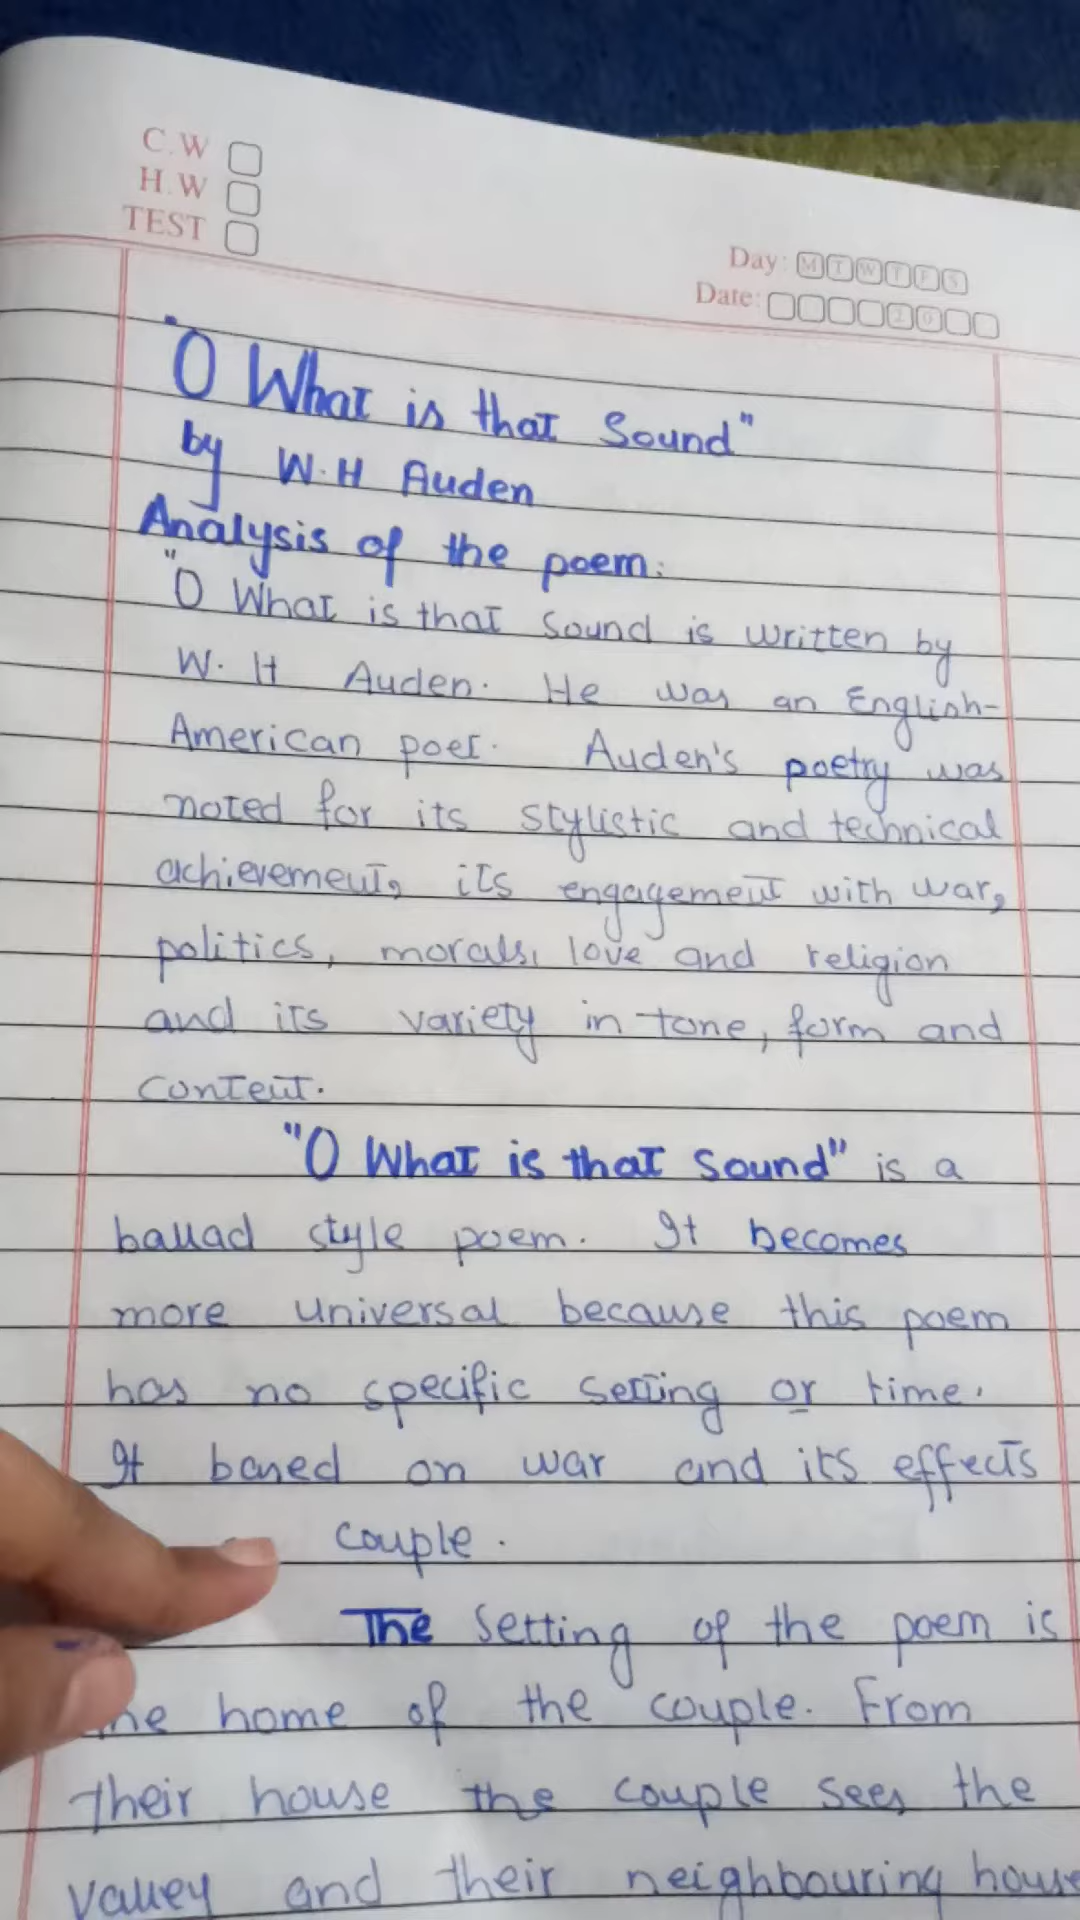 C.W
H.W
TEST
Day: M T W T F S
Date: 2 0
"O What is that Sound"
by W.H Auden
Analysis of the poem:
"O What is that Sound is written by
W. H Auden. He was an English-
American poet. Auden's poetry was
noted for its stylistic and technical
achievement, its engagement with war,
politics, morals, love and religion
and its variety in tone, form and
content.
"O What is that Sound" is a
ballad style poem. It becomes
more universal because this poem
has no specific setting or time.
It based on war and its effects
couple.
The Setting of the poem is
home of the couple. From
their house the couple sees the
valley and their neighbouring house